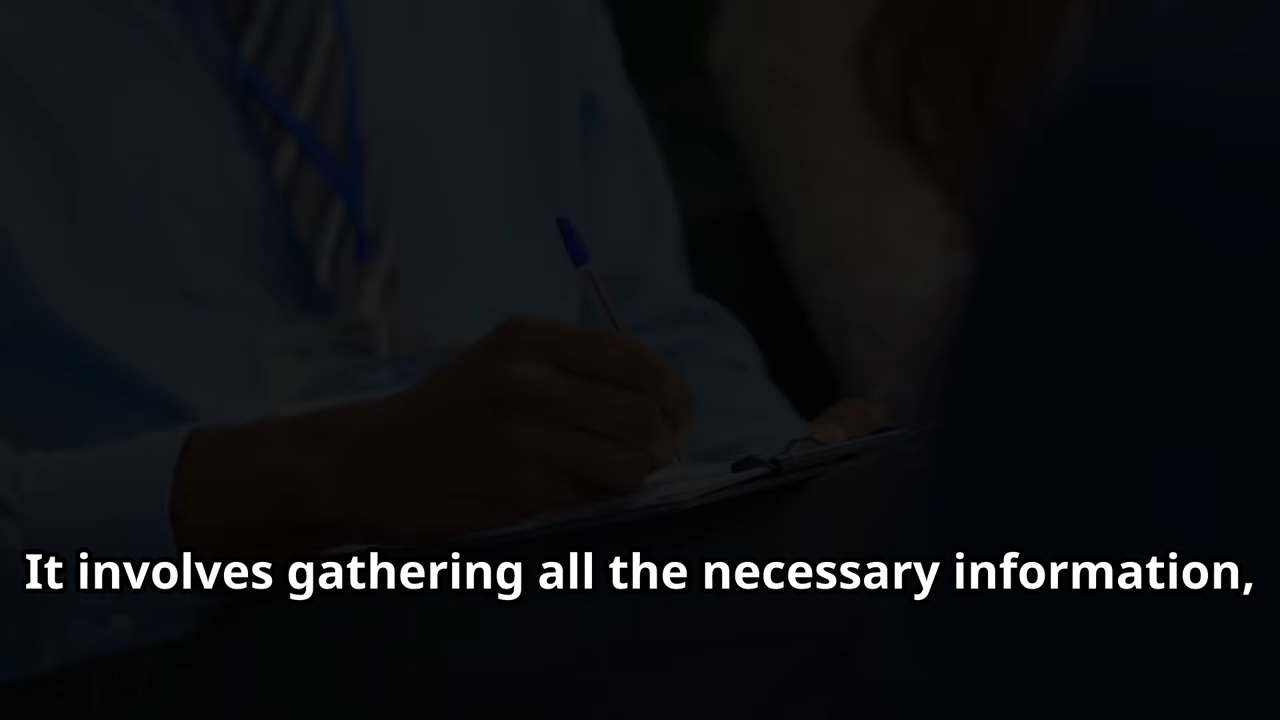 It involves gathering all the necessary information,